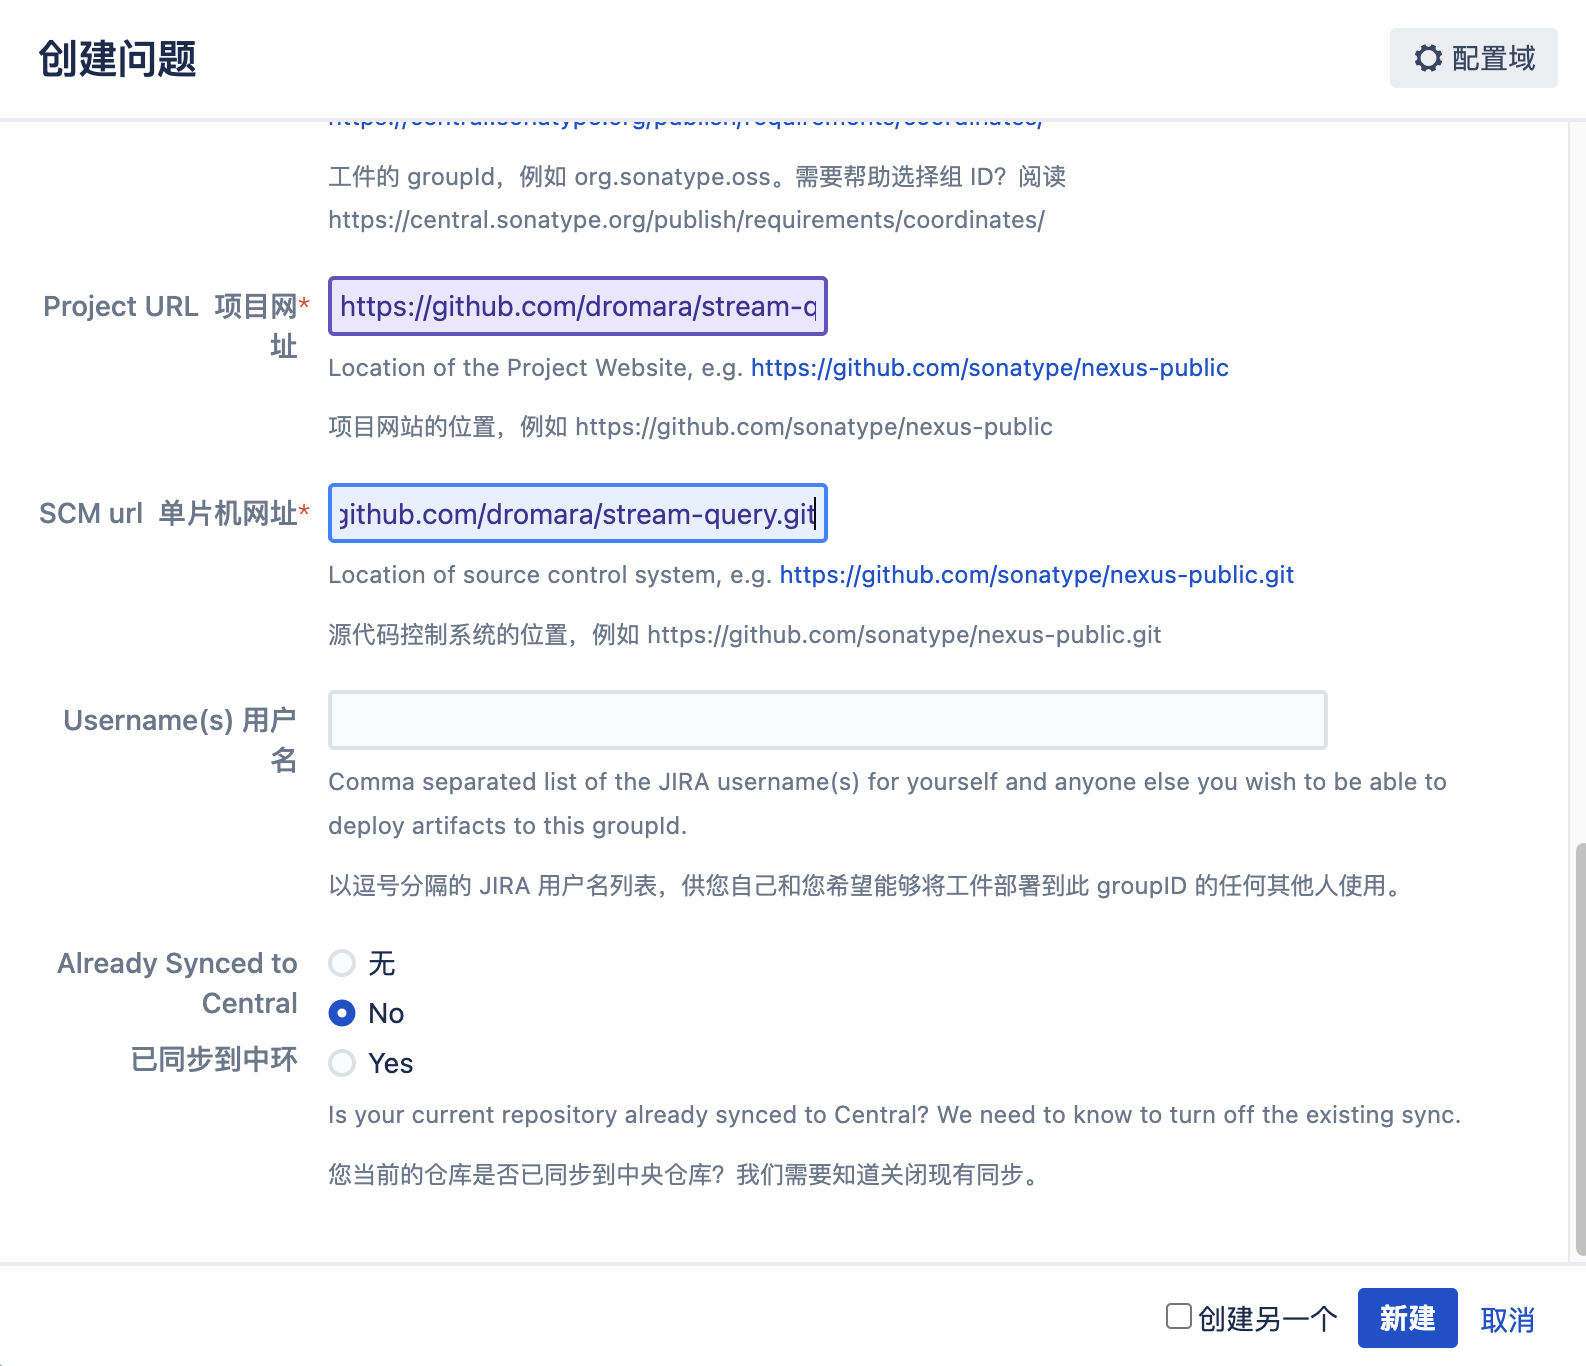 创建问题
配置域
https://central.sonatype.org/publish/requirements/coordinates/
工件的 groupId，例如 org.sonatype.oss。需要帮助选择组 ID？阅读
https://central.sonatype.org/publish/requirements/coordinates/
Project URL 项目网*
址
https://github.com/dromara/stream-q
Location of the Project Website, e.g. https://github.com/sonatype/nexus-public
项目网站的位置，例如 https://github.com/sonatype/nexus-public
SCM url 单片机网址*
github.com/dromara/stream-query.git
Location of source control system, e.g. https://github.com/sonatype/nexus-public.git
源代码控制系统的位置，例如 https://github.com/sonatype/nexus-public.git
Username(s) 用户
名
Comma separated list of the JIRA username(s) for yourself and anyone else you wish to be able to
deploy artifacts to this groupId.
以逗号分隔的 JIRA 用户名列表，供您自己和您希望能够将工件部署到此 groupID 的任何其他人使用。
Already Synced to
Central
已同步到中环
无
No
Yes
Is your current repository already synced to Central? We need to know to turn off the existing sync.
您当前的仓库是否已同步到中央仓库？我们需要知道关闭现有同步。
创建另一个
新建
取消